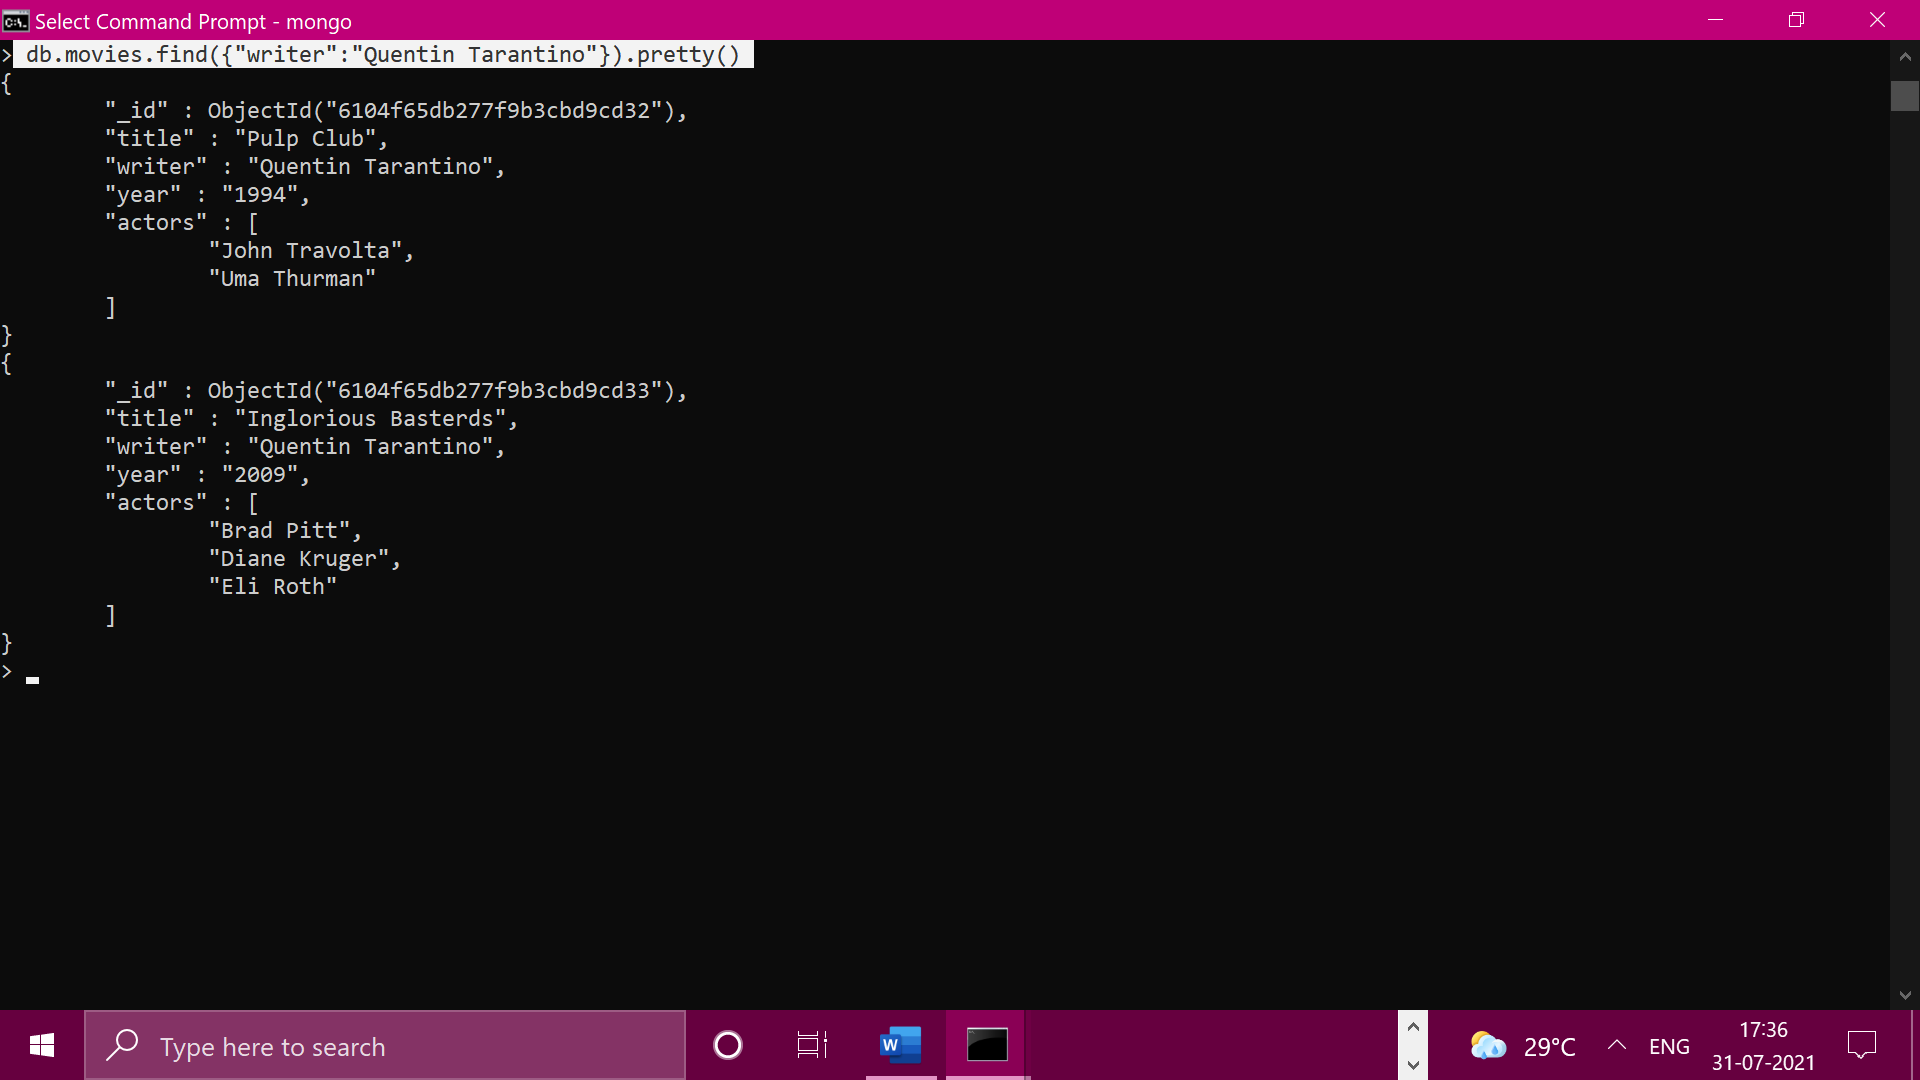 Select Command Prompt - mongo
> db.movies.find({"writer":"Quentin Tarantino"}).pretty()
{
        "_id" : ObjectId("6104f65db277f9b3cbd9cd32"),
        "title" : "Pulp Club",
        "writer" : "Quentin Tarantino",
        "year" : "1994",
        "actors" : [
                "John Travolta",
                "Uma Thurman"
        ]
}
{
        "_id" : ObjectId("6104f65db277f9b3cbd9cd33"),
        "title" : "Inglorious Basterds",
        "writer" : "Quentin Tarantino",
        "year" : "2009",
        "actors" : [
                "Brad Pitt",
                "Diane Kruger",
                "Eli Roth"
        ]
}
>
Type here to search
W
29°C
ENG
17:36
31-07-2021